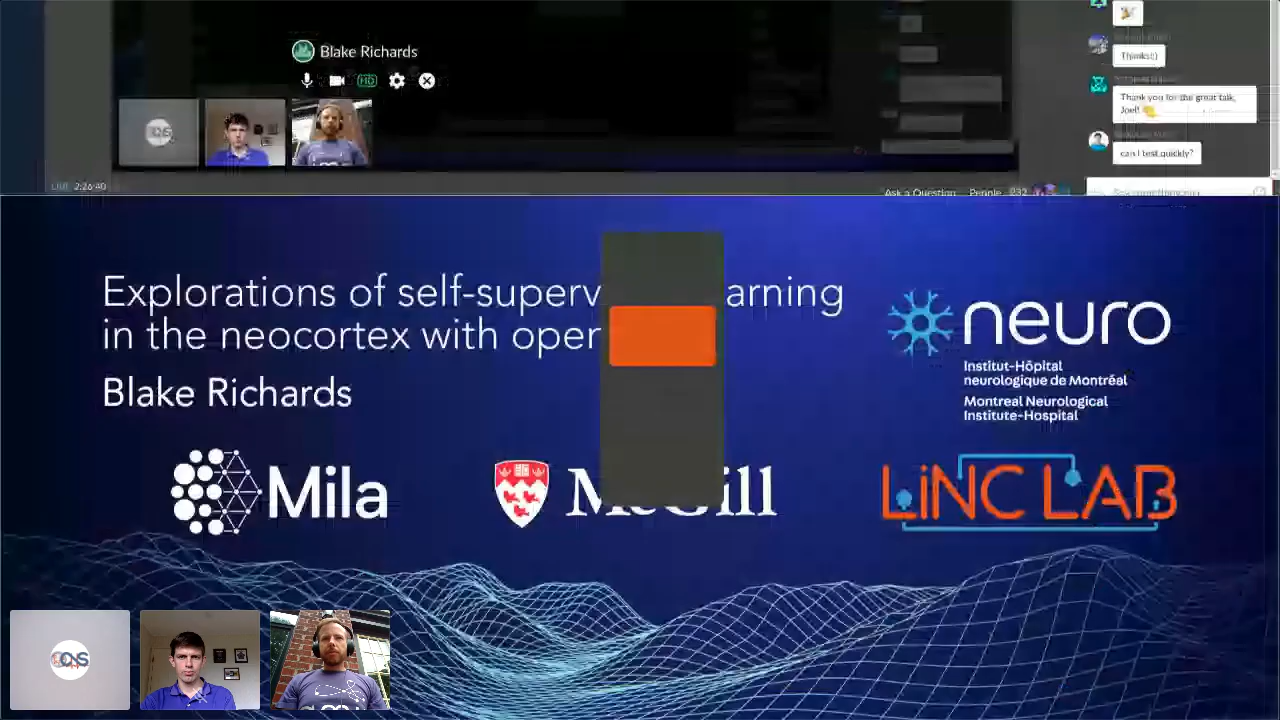 Blake Richards
HD
Thanks!:)
Thank you for the great talk,
Joel!
can I test quickly?
LIVE 2:26:40
Ask a Question People 232
Explorations of self-superv arning
in the neocortex with oper
Blake Richards
neuro
Institut-Hôpital
neurologique de Montréal
Montreal Neurological
Institute-Hospital
Mila
McGill
LiNC LAB